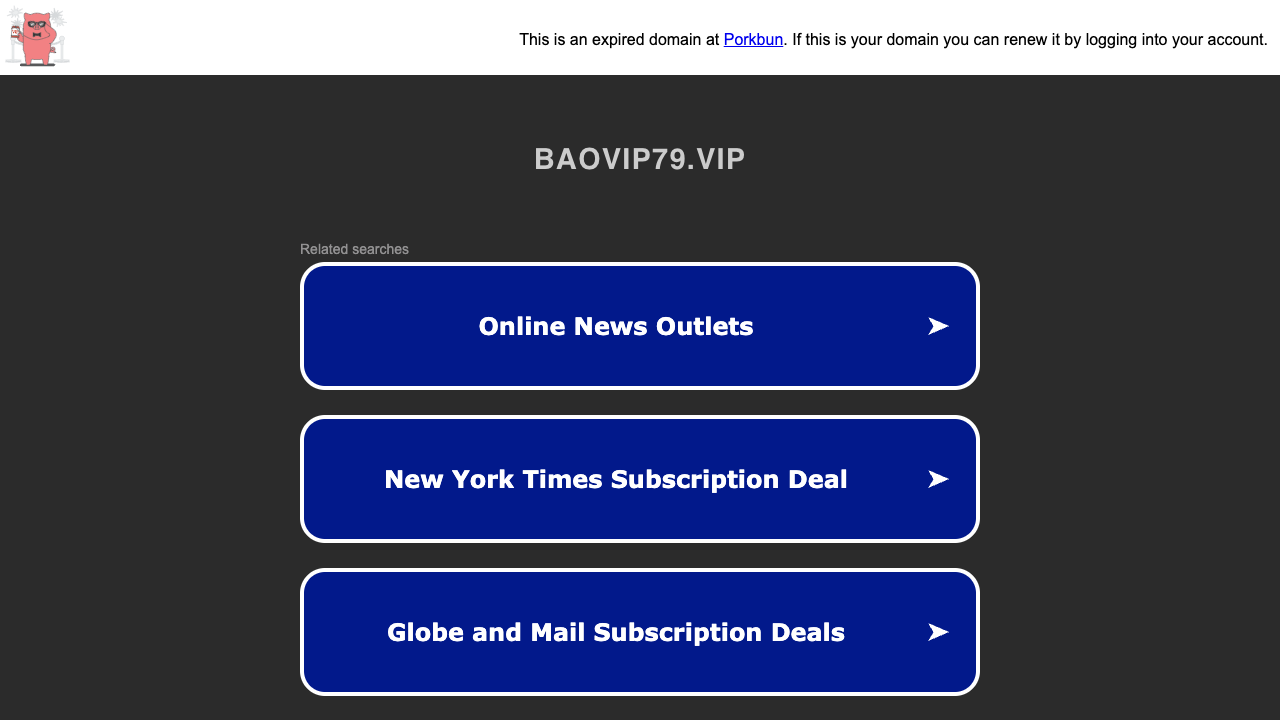 This is an expired domain at Porkbun. If this is your domain you can renew it by logging into your account.
BAOVIP79.VIP
Related searches
Online News Outlets
New York Times Subscription Deal
Globe and Mail Subscription Deals